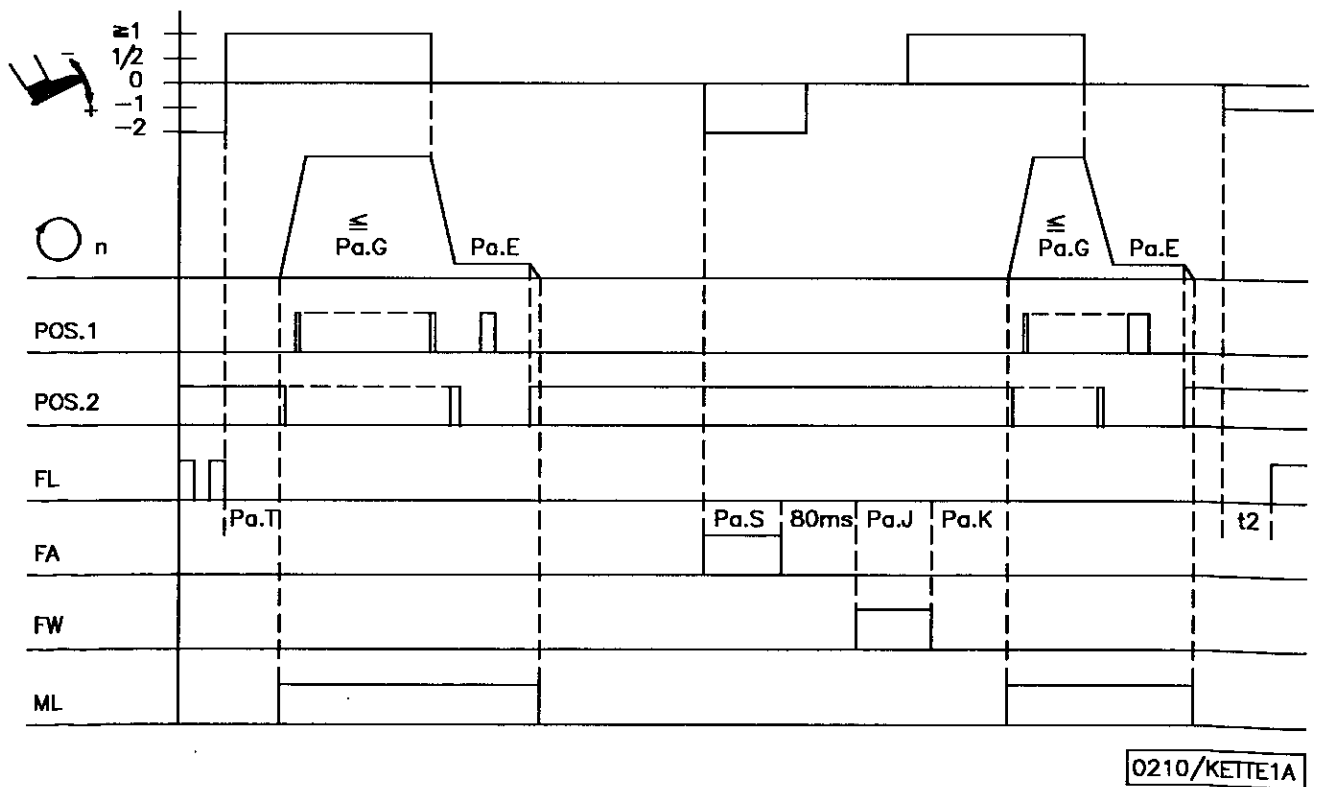 ≥1
1/2
0
−1
−2
−
+
n
≤
Pa.G
Pa.E
≤
Pa.G
Pa.E
POS.1
POS.2
FL
Pa.T
Pa.S
80ms
Pa.J
Pa.K
t2
FA
FW
ML
0210/KETTE1A